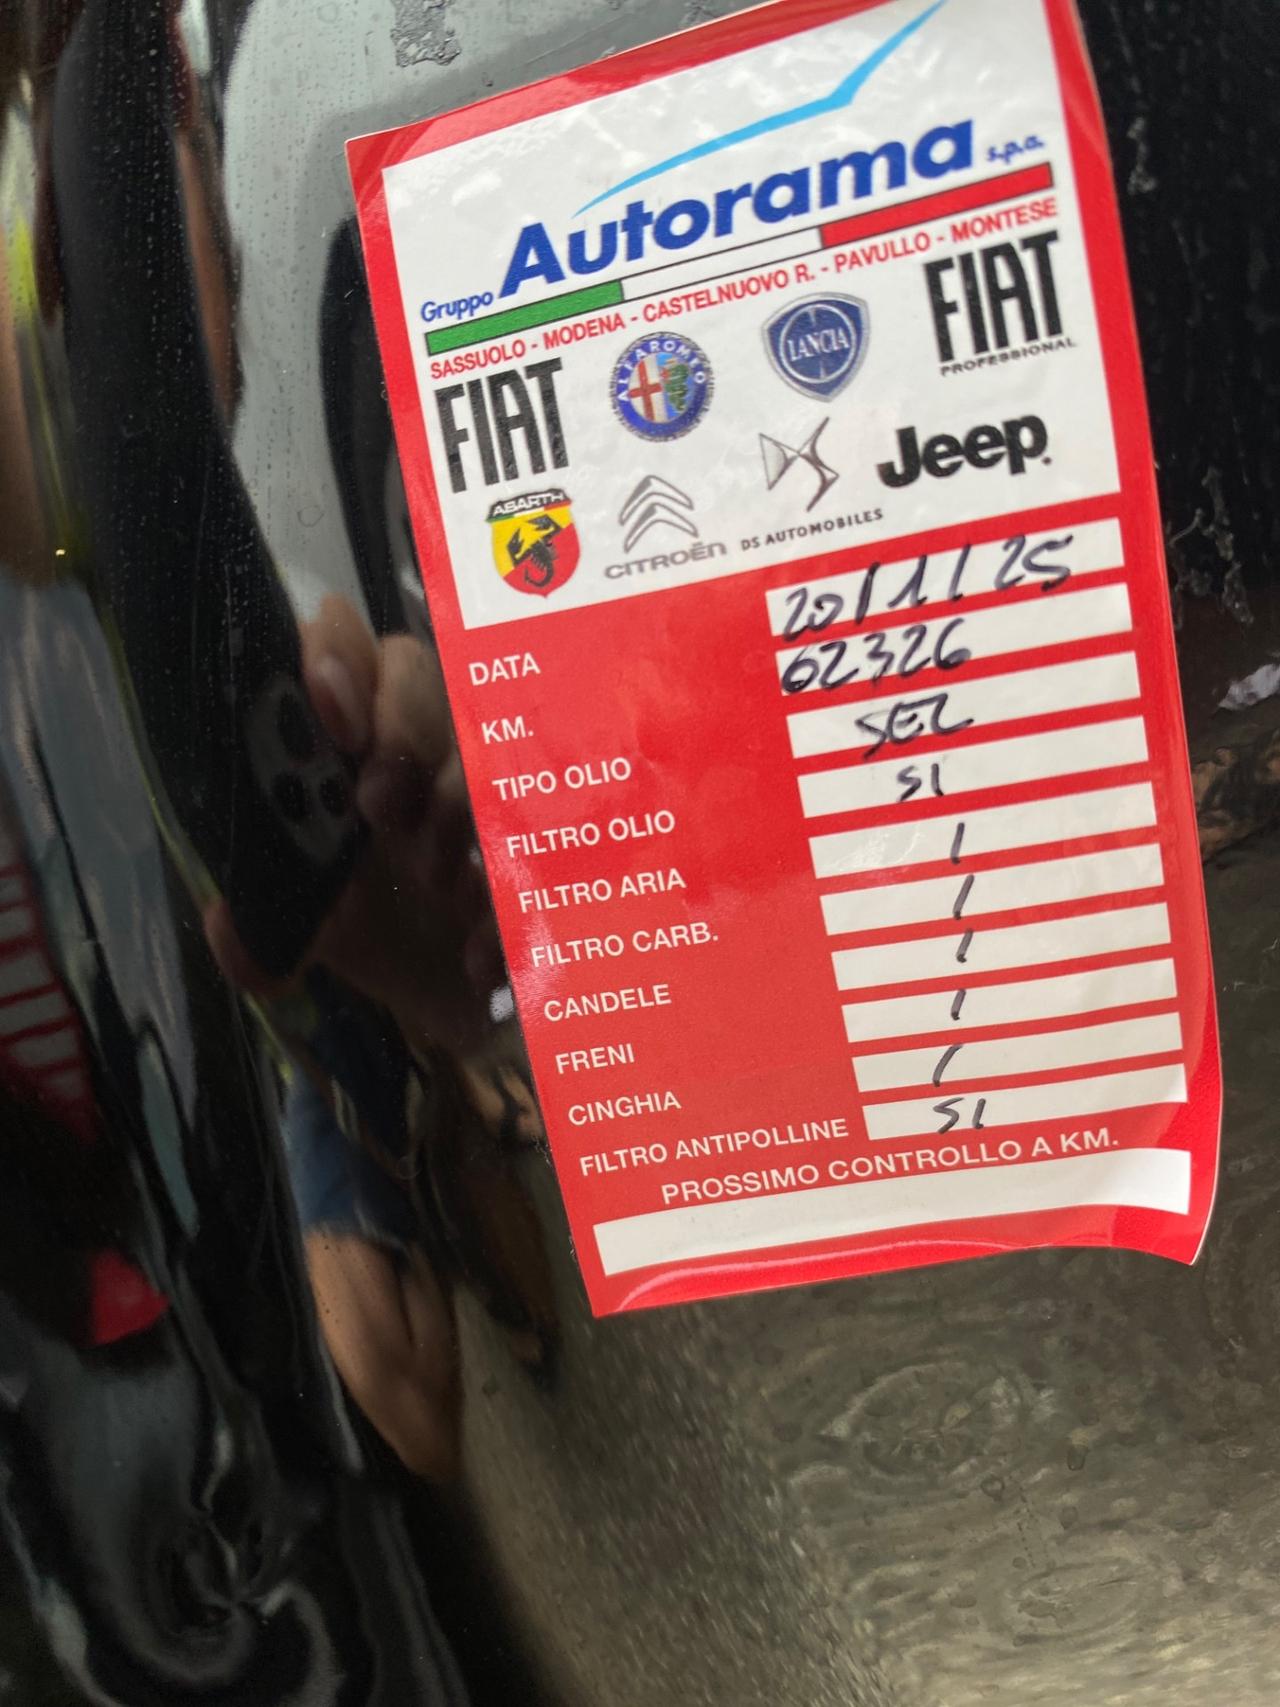 Gruppo Autorama s.p.a.
SASSUOLO - MODENA - CASTELNUOVO R. - PAVULLO - MONTESE
FIAT ALFA ROMEO LANCIA FIAT PROFESSIONAL
ABARTH CITROËN DS AUTOMOBILES Jeep
DATA 20/1/25
KM. 62326
TIPO OLIO SEL
FILTRO OLIO SI
FILTRO ARIA /
FILTRO CARB. /
CANDELE /
FRENI /
CINGHIA /
FILTRO ANTIPOLLINE SI
PROSSIMO CONTROLLO A KM.